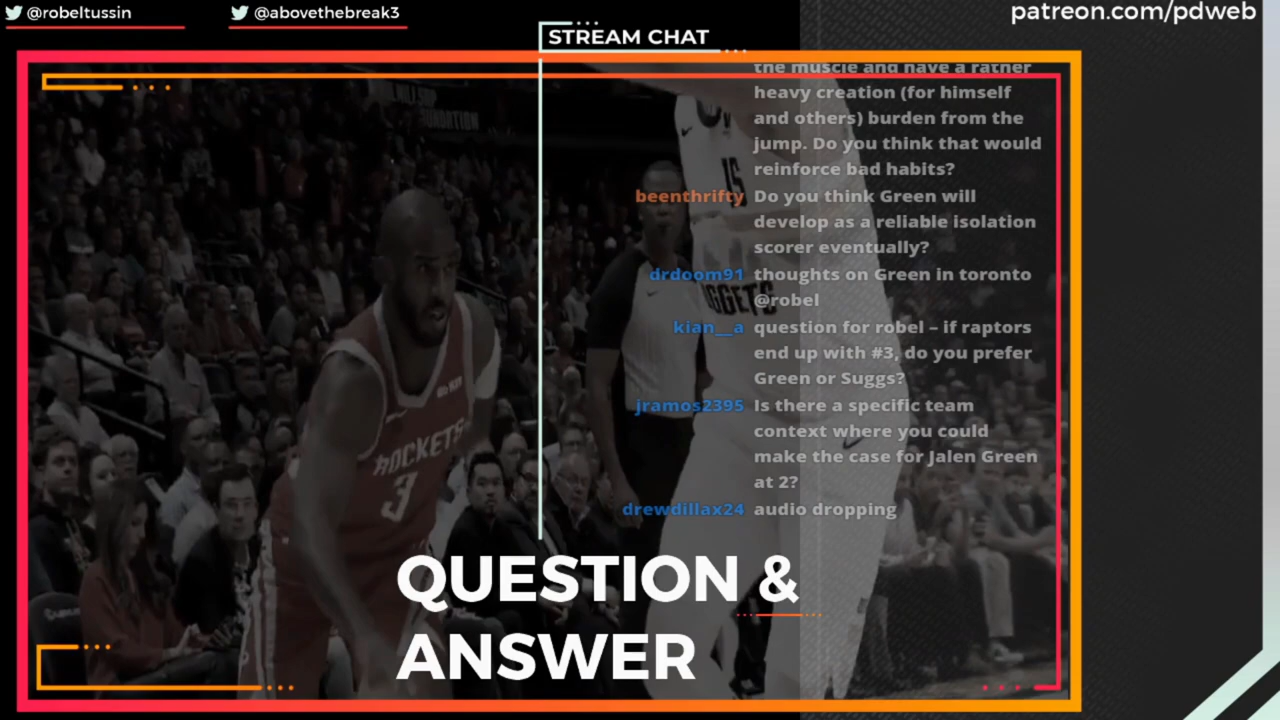 @robeltussin
@abovethebreak3
patreon.com/pdweb
STREAM CHAT
the muscle and have a rather
heavy creation (for himself
and others) burden from the
jump. Do you think that would
reinforce bad habits?
beenthrifty Do you think Green will
develop as a reliable isolation
scorer eventually?
drdoom91 thoughts on Green in toronto
@robel
kian__a question for robel – if raptors
end up with #3, do you prefer
Green or Suggs?
jramos2395 Is there a specific team
context where you could
make the case for Jalen Green
at 2?
drewdillax24 audio dropping
ROCKETS
3
NUGGETS
QUESTION &
ANSWER